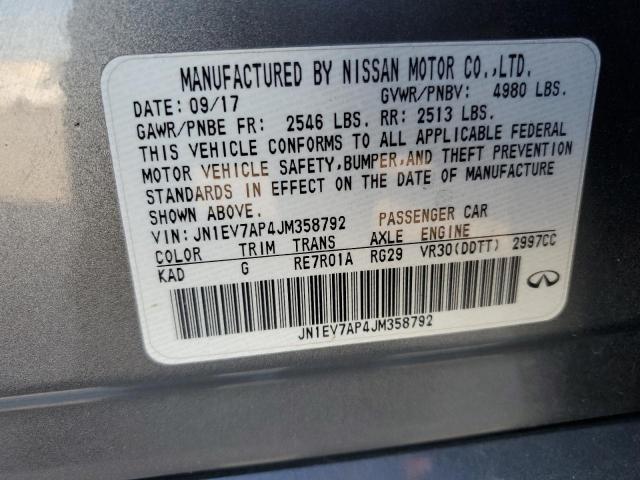 MANUFACTURED BY NISSAN MOTOR CO.,LTD.
DATE: 09/17 GVWR/PNBV: 4980 LBS.
GAWR/PNBE FR: 2546 LBS. RR: 2513 LBS.
THIS VEHICLE CONFORMS TO ALL APPLICABLE FEDERAL
MOTOR VEHICLE SAFETY,BUMPER,AND THEFT PREVENTION
STANDARDS IN EFFECT ON THE DATE OF MANUFACTURE
SHOWN ABOVE.
VIN: JN1EV7AP4JM358792 PASSENGER CAR
COLOR TRIM TRANS AXLE ENGINE
KAD G RE7R01A RG29 VR30(DDTT) 2997CC
JN1EV7AP4JM358792